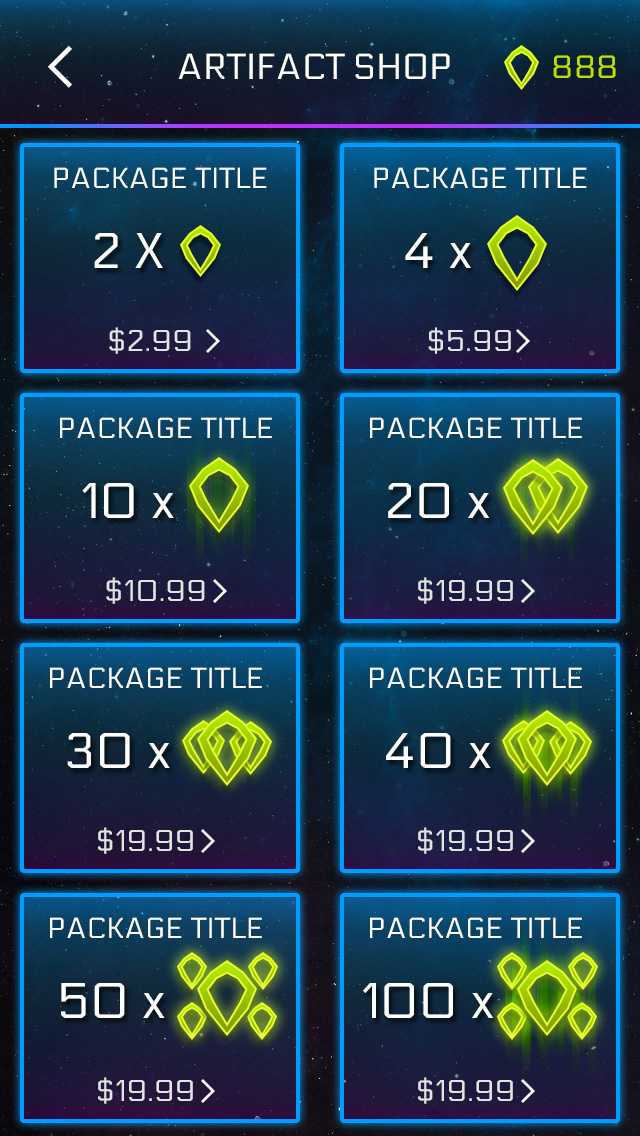 ARTIFACT SHOP 888
PACKAGE TITLE
2 X
$2.99
PACKAGE TITLE
4 x
$5.99
PACKAGE TITLE
10 x
$10.99
PACKAGE TITLE
20 x
$19.99
PACKAGE TITLE
30 x
$19.99
PACKAGE TITLE
40 x
$19.99
PACKAGE TITLE
50 x
$19.99
PACKAGE TITLE
100 x
$19.99